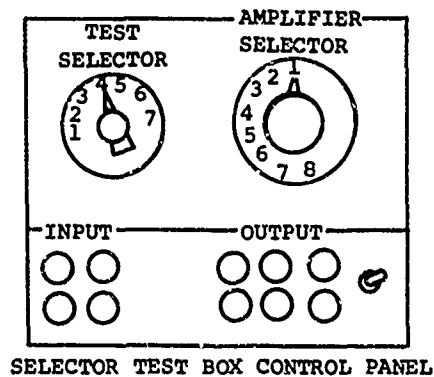 TEST
SELECTOR
1 2 3 4 5 6 7
AMPLIFIER
SELECTOR
1 2 3 4 5 6 7 8
INPUT
OUTPUT
SELECTOR TEST BOX CONTROL PANEL